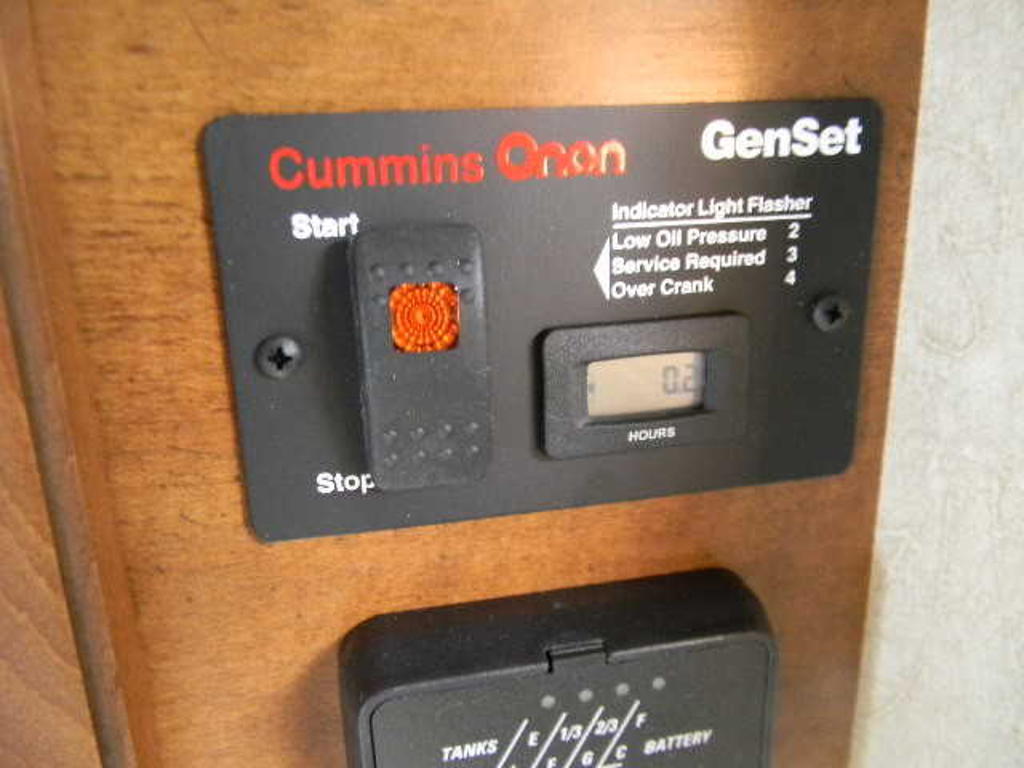 Cummins Onan GenSet
Start
Indicator Light Flasher
Low Oil Pressure 2
Service Required 3
Over Crank 4
0.2
HOURS
Stop
E 1/3 2/3 F
TANKS BATTERY
F G C